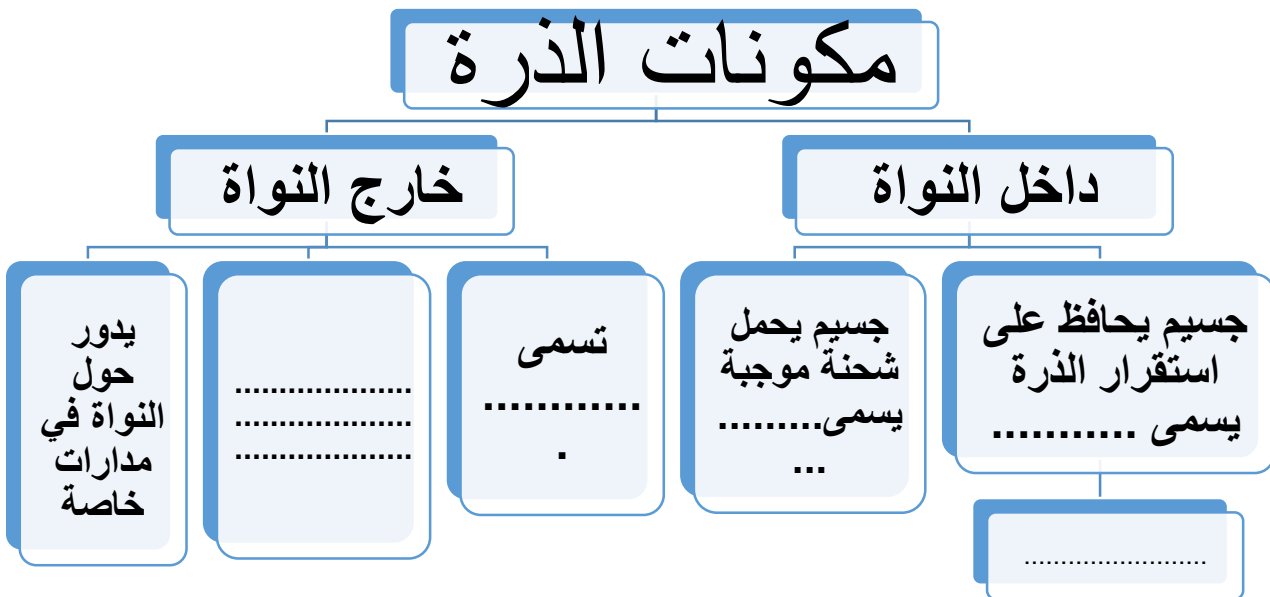 مكونات الذرة
داخل النواة
خارج النواة
جسيم يحافظ على
استقرار الذرة
يسمى ...........
........................
جسيم يحمل
شحنة موجبة
يسمى.........
...
تسمى
............
.
...................
...................
...................
يدور
حول
النواة في
مدارات
خاصة